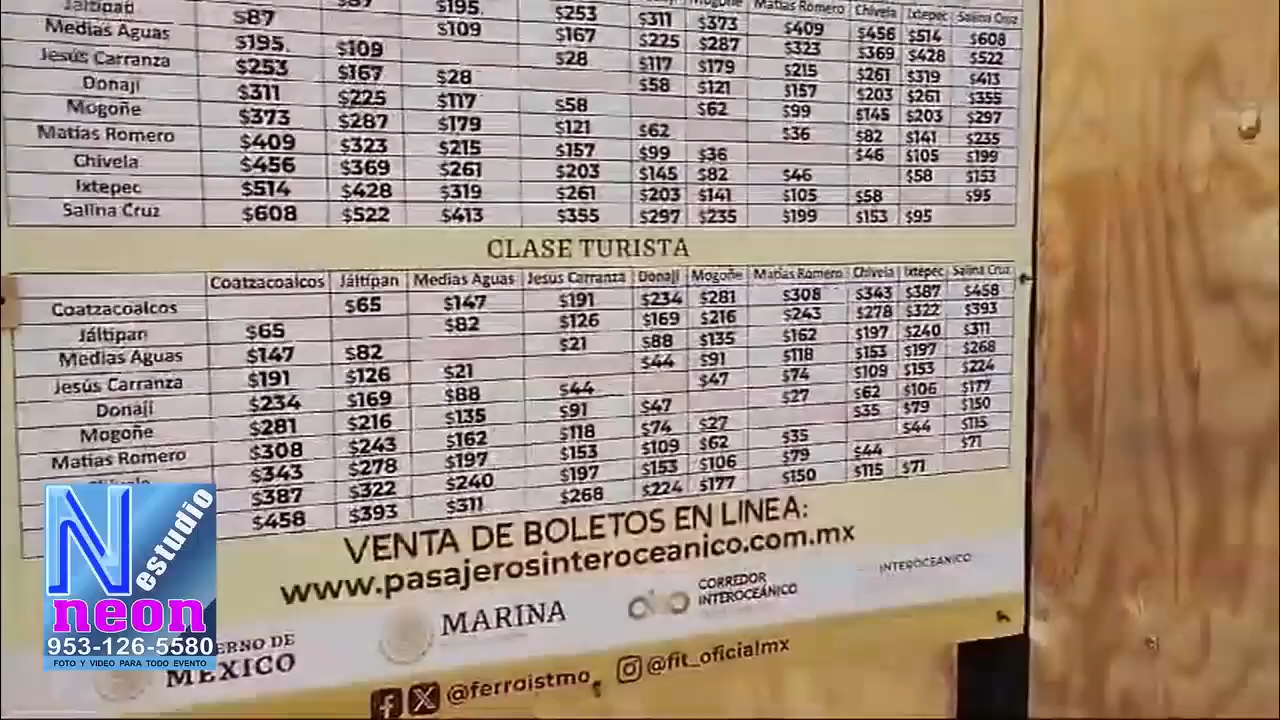 Jáltipan $87 $195. $253 $311 $373 $409 $456 $514 $608
Medias Aguas $195. $109 $109 $167 $225 $287 $323 $369 $428 $522
Jesús Carranza $253 $167 $28 $28 $117 $179 $215 $261 $319 $413
Donají $311 $225 $117 $58 $58 $121 $157 $203 $261 $355
Mogoñe $373 $287 $179 $121 $62 $62 $99 $145 $203 $297
Matías Romero $409 $323 $215 $157 $99 $36 $36 $82 $141 $235
Chivela $456 $369 $261 $203 $145 $82 $46 $46 $105 $199
Ixtepec $514 $428 $319 $261 $203 $141 $105 $58 $58 $153
Salina Cruz $608 $522 $413 $355 $297 $235 $199 $153 $95 $95
CLASE TURISTA
Coatzacoalcos Jáltipan Medias Aguas Jesús Carranza Donají Mogoñe Matías Romero Chivela Ixtepec Salina Cruz
Coatzacoalcos $65 $147 $191 $234 $281 $308 $343 $387 $458
Jáltipan $65 $82 $126 $169 $216 $243 $278 $322 $393
Medias Aguas $147 $82 $21 $88 $135 $162 $197 $240 $311
Jesús Carranza $191 $126 $21 $44 $91 $118 $153 $197 $268
Donají $234 $169 $88 $44 $47 $74 $109 $153 $224
Mogoñe $281 $216 $135 $91 $47 $27 $62 $106 $177
Matías Romero $308 $243 $162 $118 $74 $27 $35 $79 $150
$343 $278 $197 $153 $109 $62 $35 $44 $115
$387 $322 $240 $197 $153 $106 $79 $44 $71
$458 $393 $311 $268 $224 $177 $150 $115 $71
VENTA DE BOLETOS EN LINEA:
www.pasajerosinteroceanico.com.mx
MARINA
CORREDOR
INTEROCEÁNICO
INTEROCEÁNICO
ERNO DE
MÉXICO
@ferroistmo
@fit_oficialmx
N estudio
neon
953-126-5580
FOTO Y VIDEO PARA TODO EVENTO